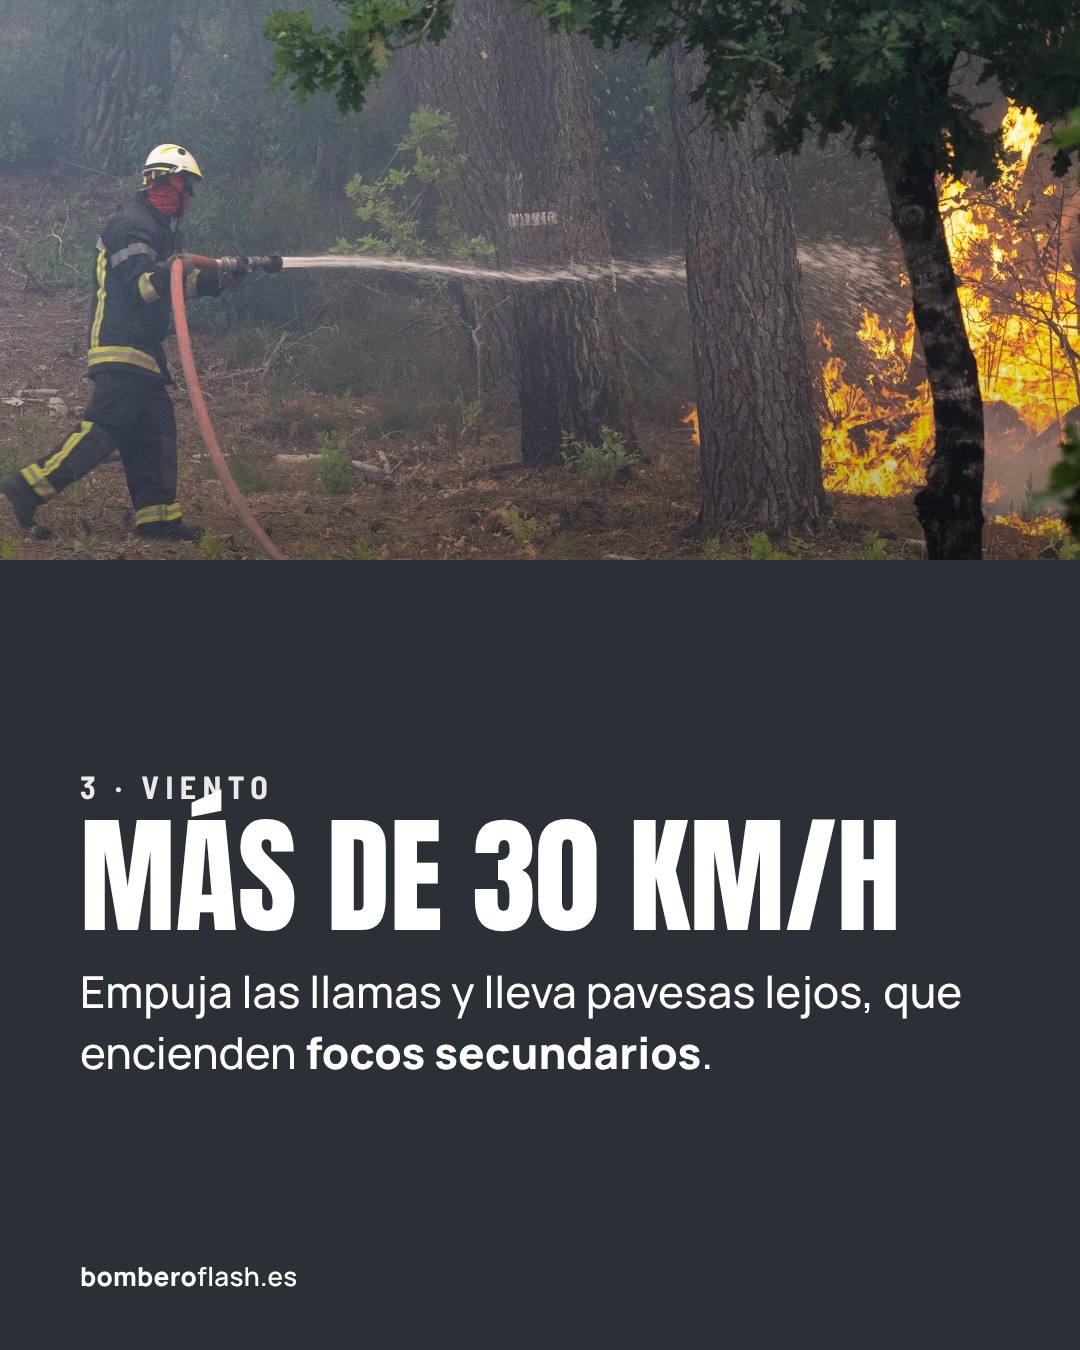 3 · VIENTO
MÁS DE 30 KM/H
Empuja las llamas y lleva pavesas lejos, que
encienden focos secundarios.
bomberoflash.es